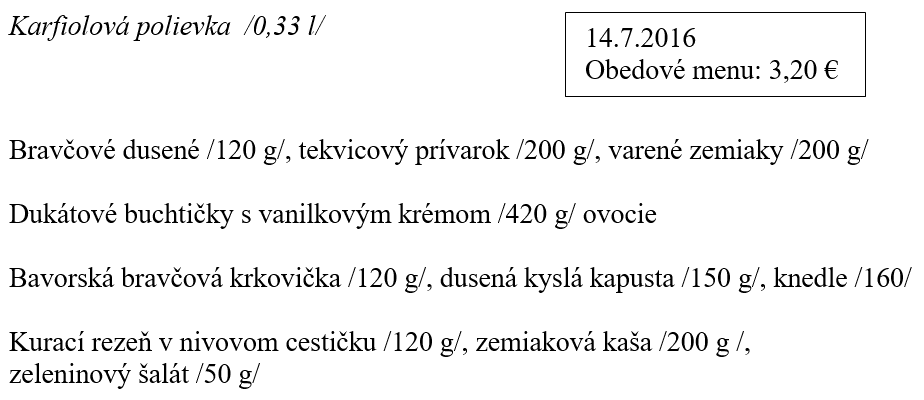 Karfiolová polievka /0,33 l/
14.7.2016
Obedové menu: 3,20 €
Bravčové dusené /120 g/, tekvicový prívarok /200 g/, varené zemiaky /200 g/
Dukátové buchtičky s vanilkovým krémom /420 g/ ovocie
Bavorská bravčová krkovička /120 g/, dusená kyslá kapusta /150 g/, knedle /160/
Kurací rezeň v nivovom cestičku /120 g/, zemiaková kaša /200 g /,
zeleninový šalát /50 g/